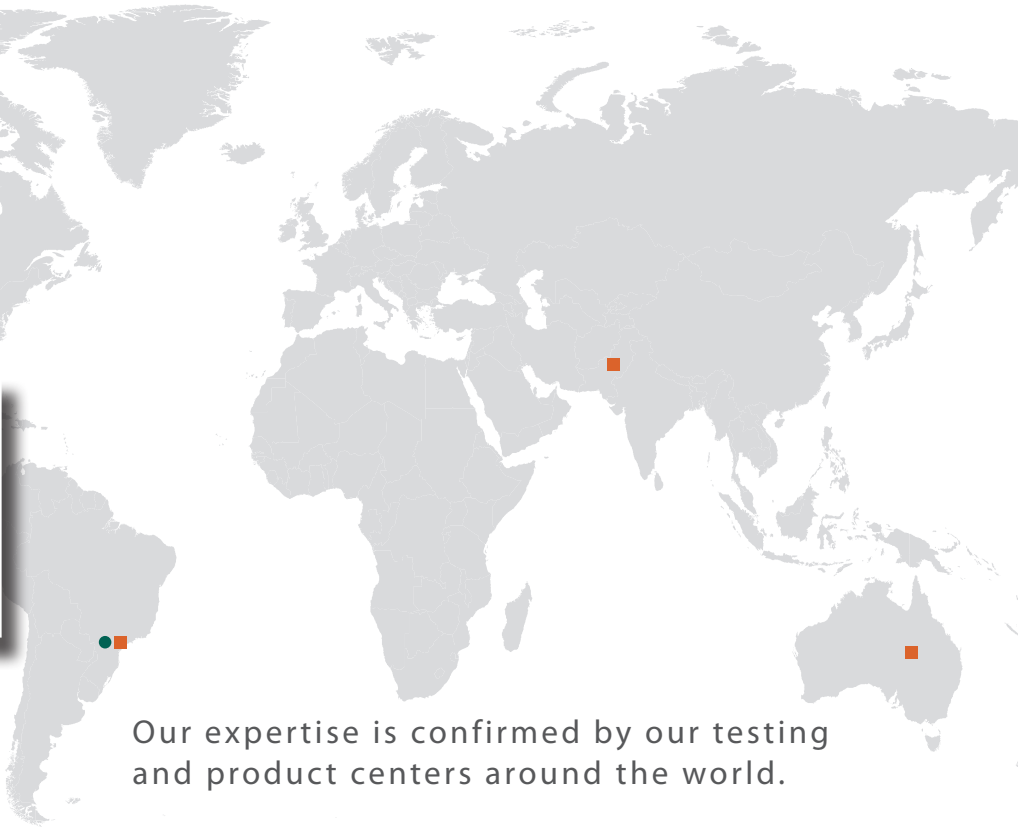 Our expertise is confirmed by our testing
and product centers around the world.